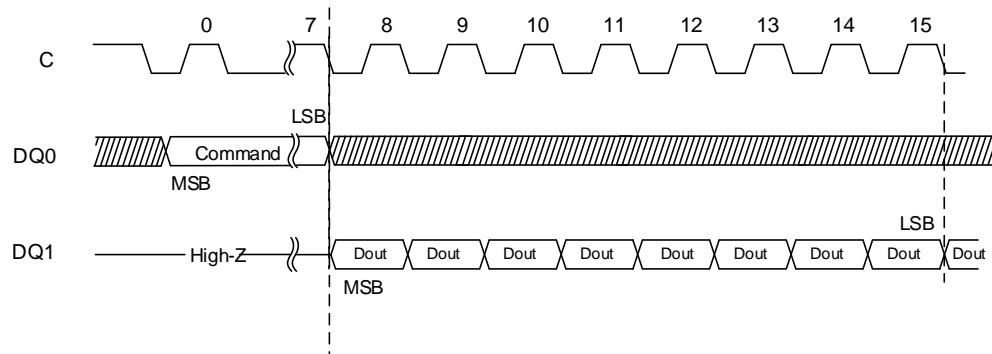 0 7 8 9 10 11 12 13 14 15
C
LSB
DQ0 Command
MSB
LSB
DQ1 High-Z Dout Dout Dout Dout Dout Dout Dout Dout Dout
MSB